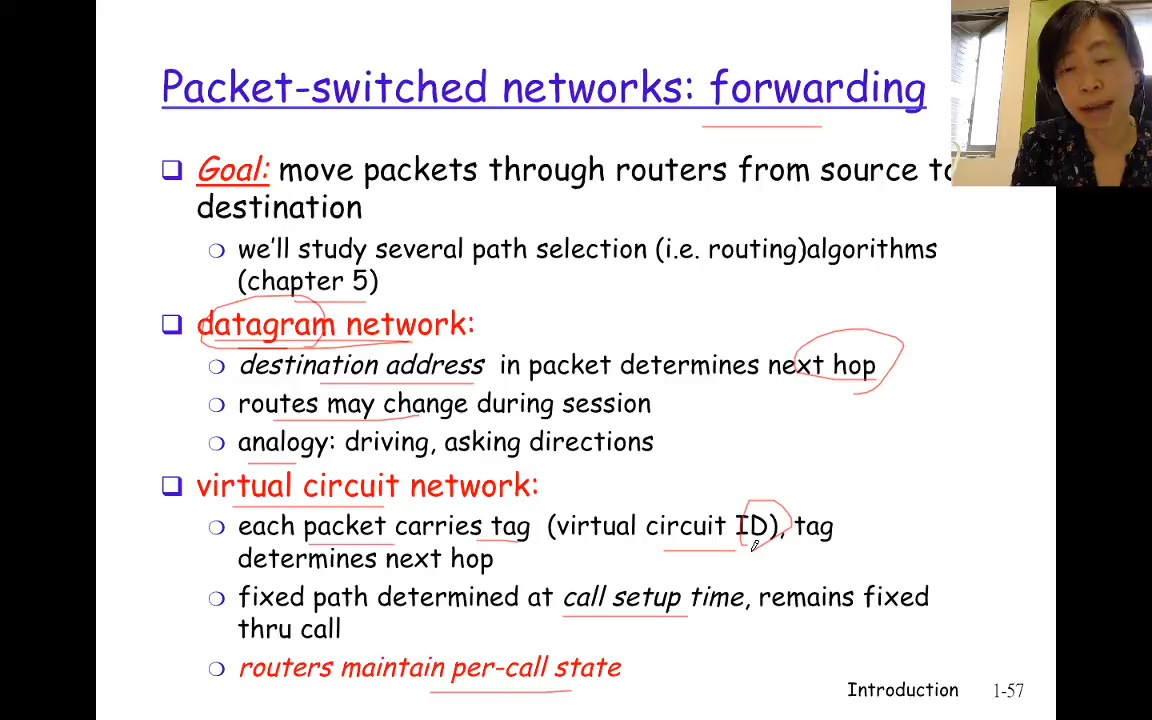 Packet-switched networks: forwarding
Goal: move packets through routers from source to
destination
we'll study several path selection (i.e. routing)algorithms
(chapter 5)
datagram network:
destination address in packet determines next hop
routes may change during session
analogy: driving, asking directions
virtual circuit network:
each packet carries tag (virtual circuit ID), tag
determines next hop
fixed path determined at call setup time, remains fixed
thru call
routers maintain per-call state
Introduction 1-57